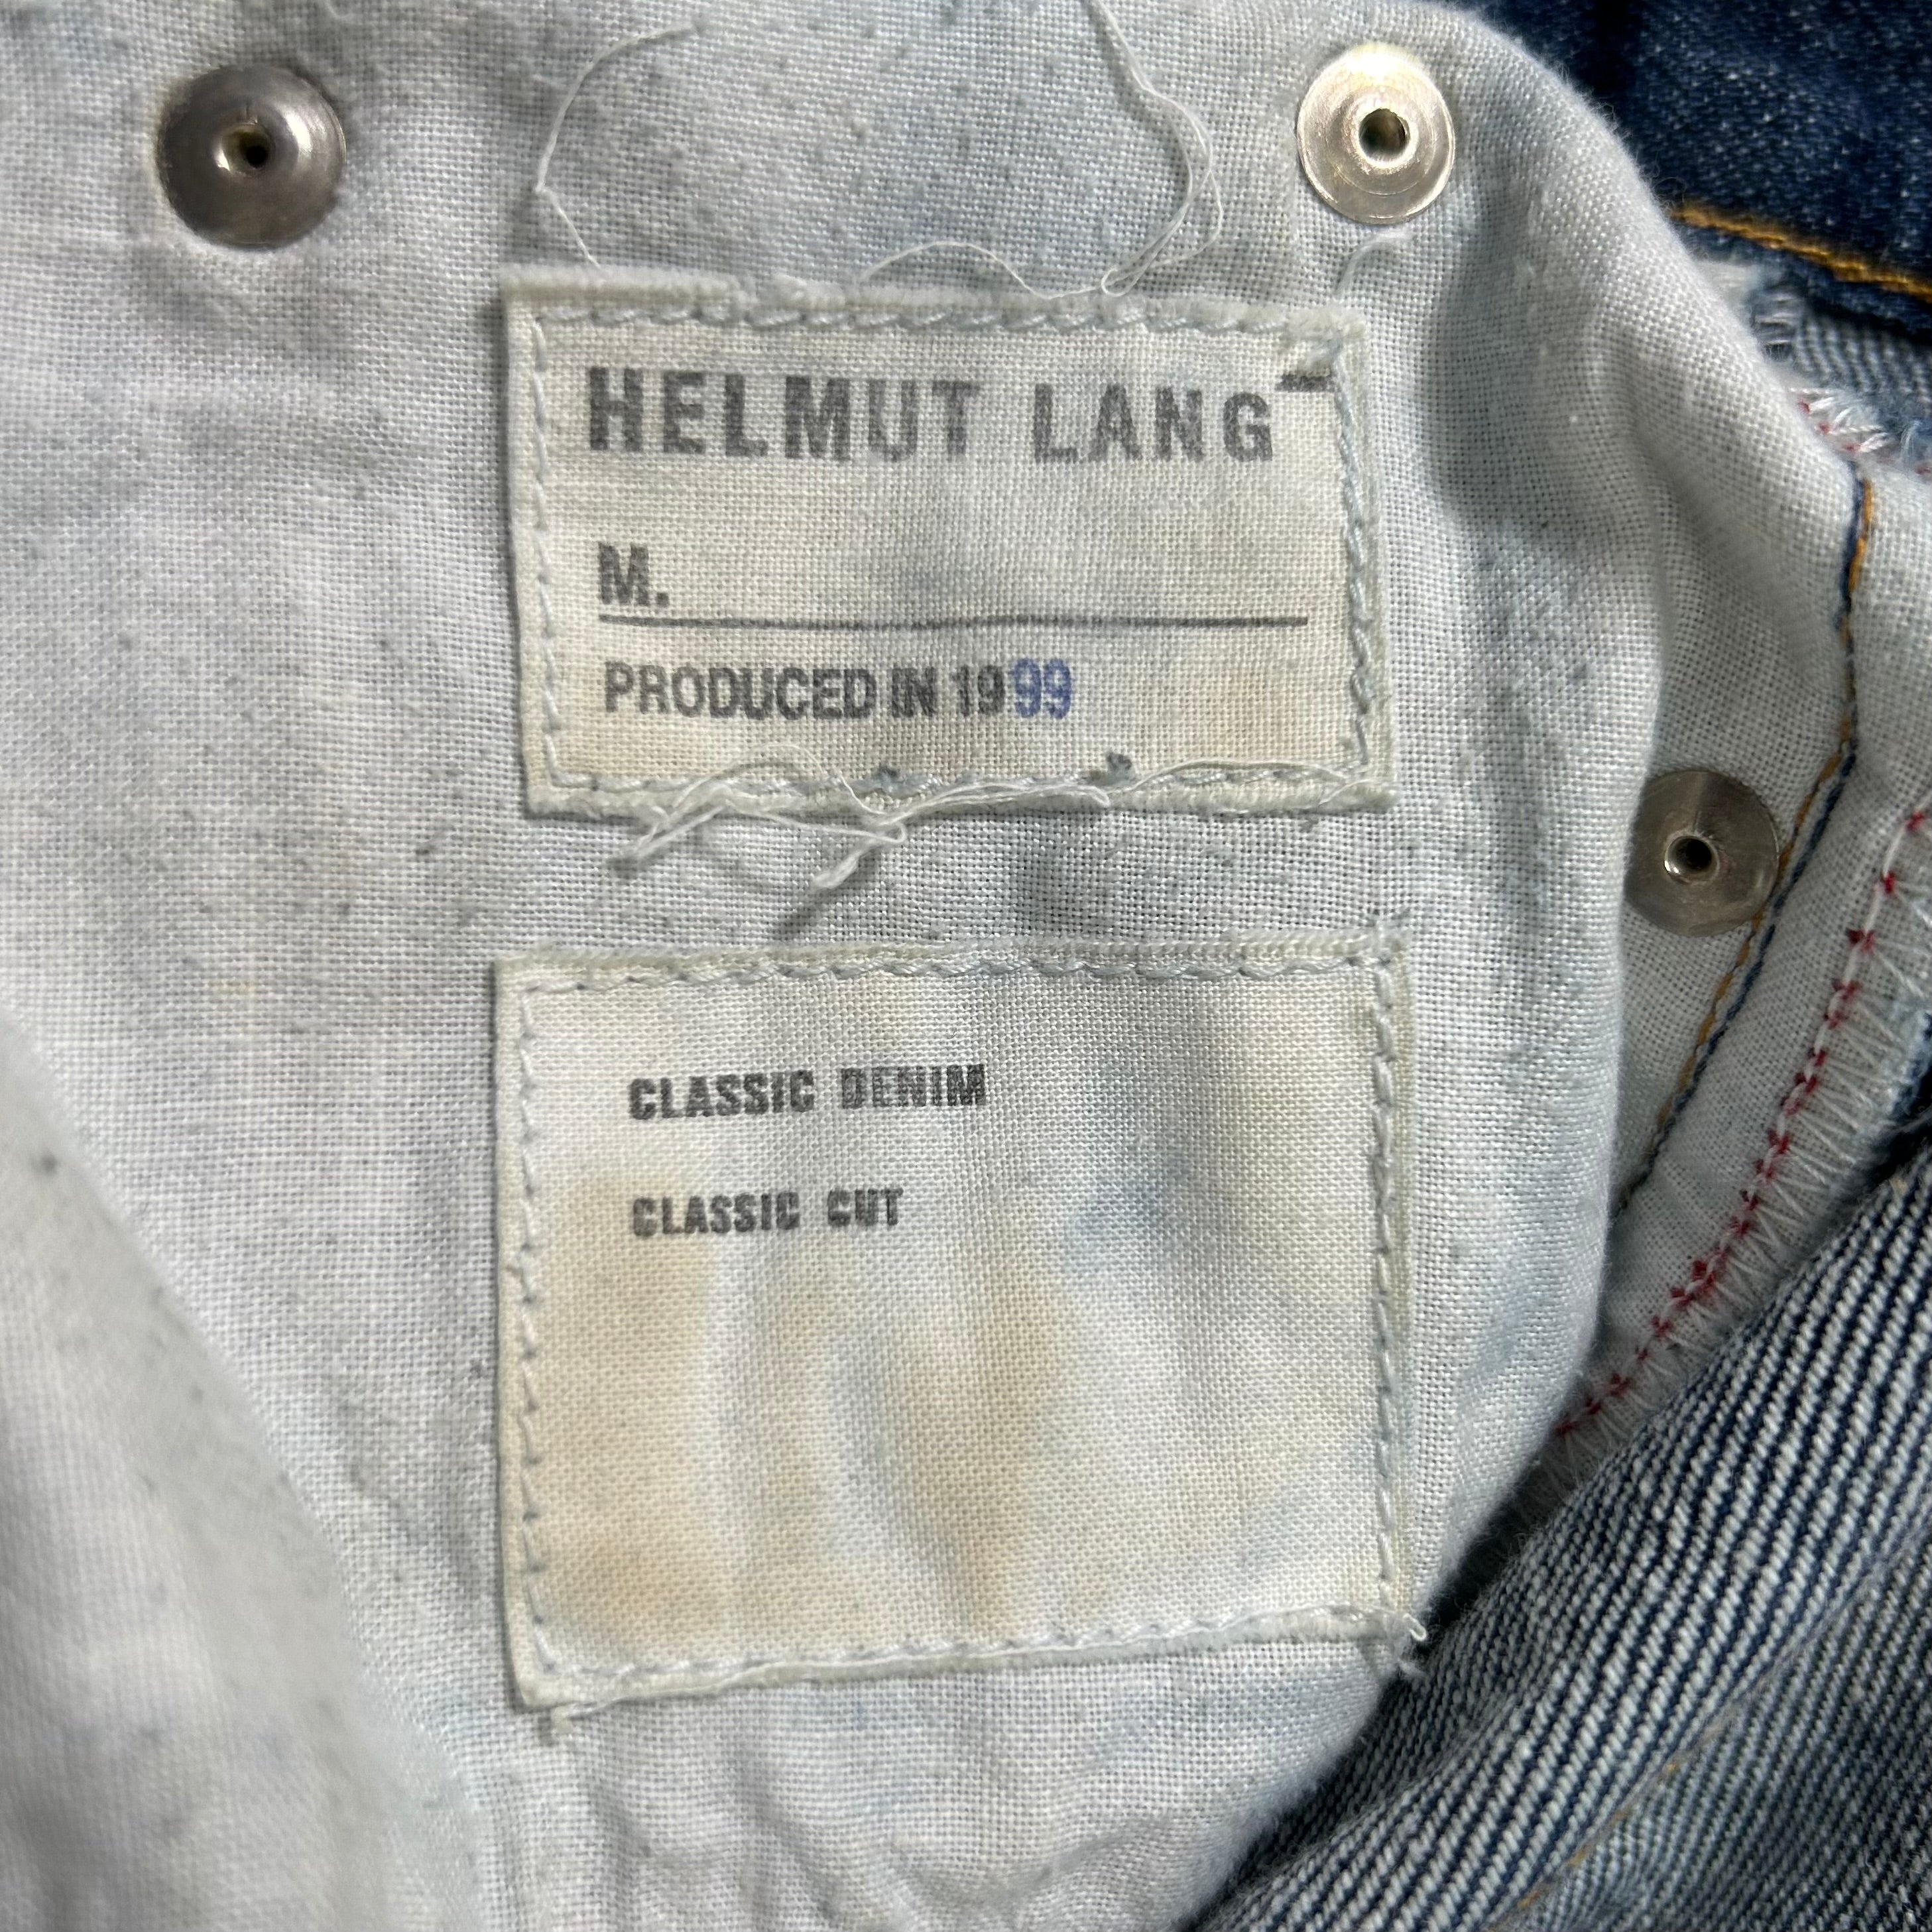 HELMUT LANG
M.
PRODUCED IN 1999
CLASSIC DENIM
CLASSIC CUT